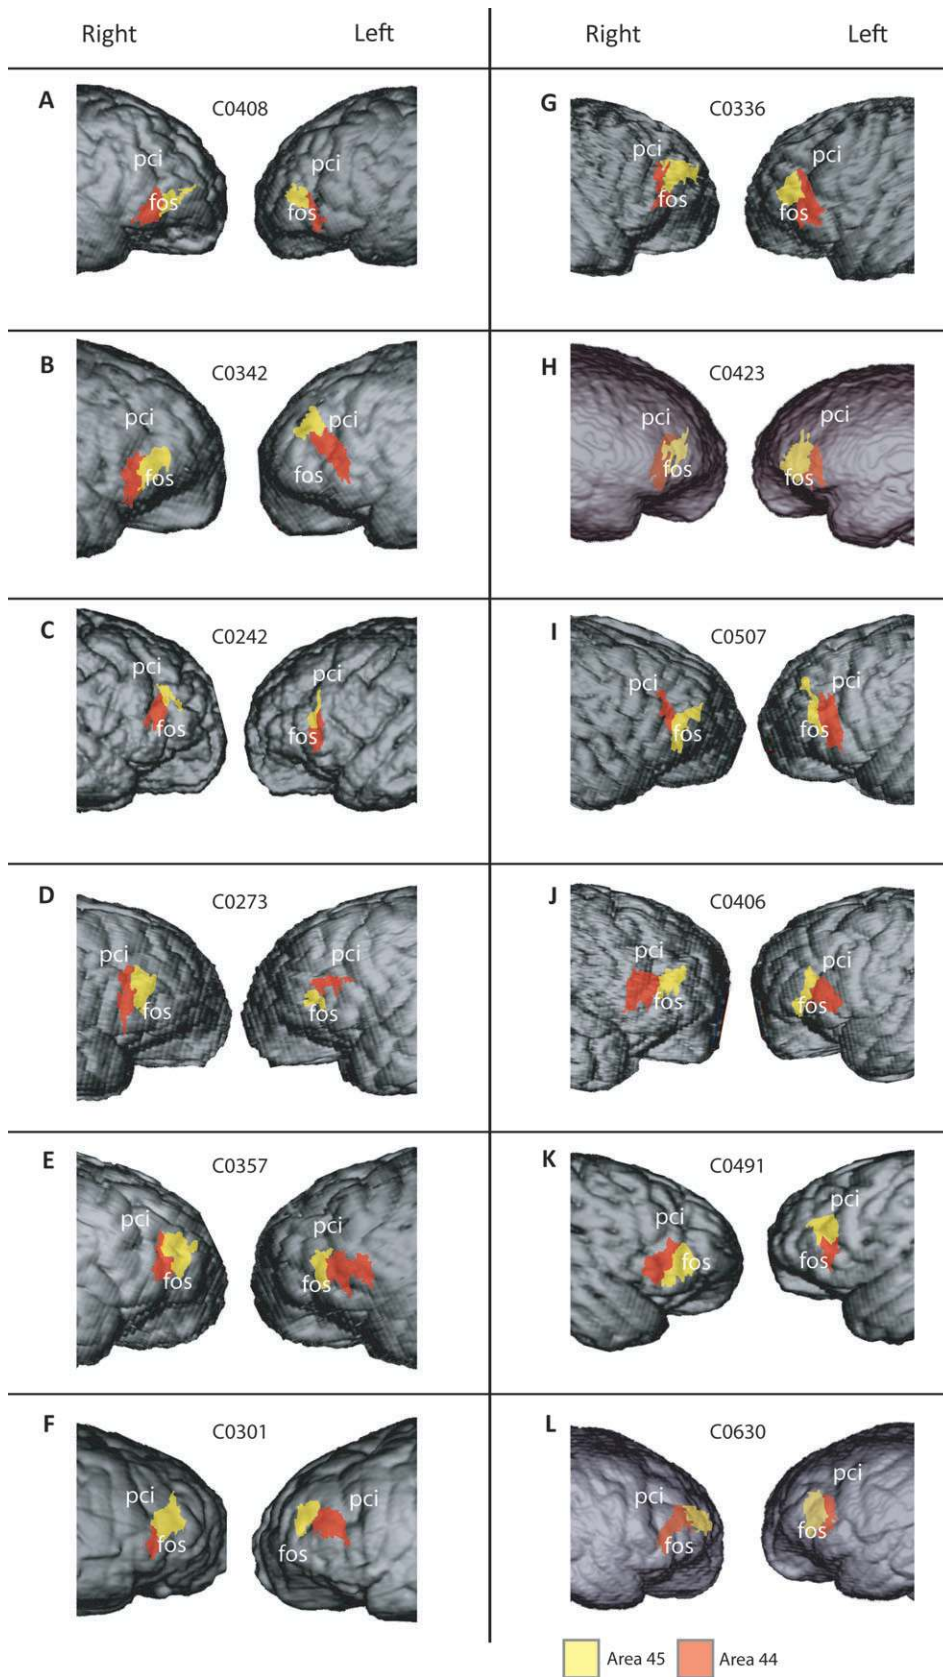 Right Left Right Left
A C0408
pci pci
fos fos
G C0336
pci pci
fos fos
B C0342
pci pci
fos fos
H C0423
pci pci
fos fos
C C0242
pci pci
fos fos
I C0507
pci pci
fos fos
D C0273
pci pci
fos fos
J C0406
pci pci
fos fos
E C0357
pci pci
fos fos
K C0491
pci pci
fos fos
F C0301
pci pci
fos fos
L C0630
pci pci
fos fos
Area 45 Area 44